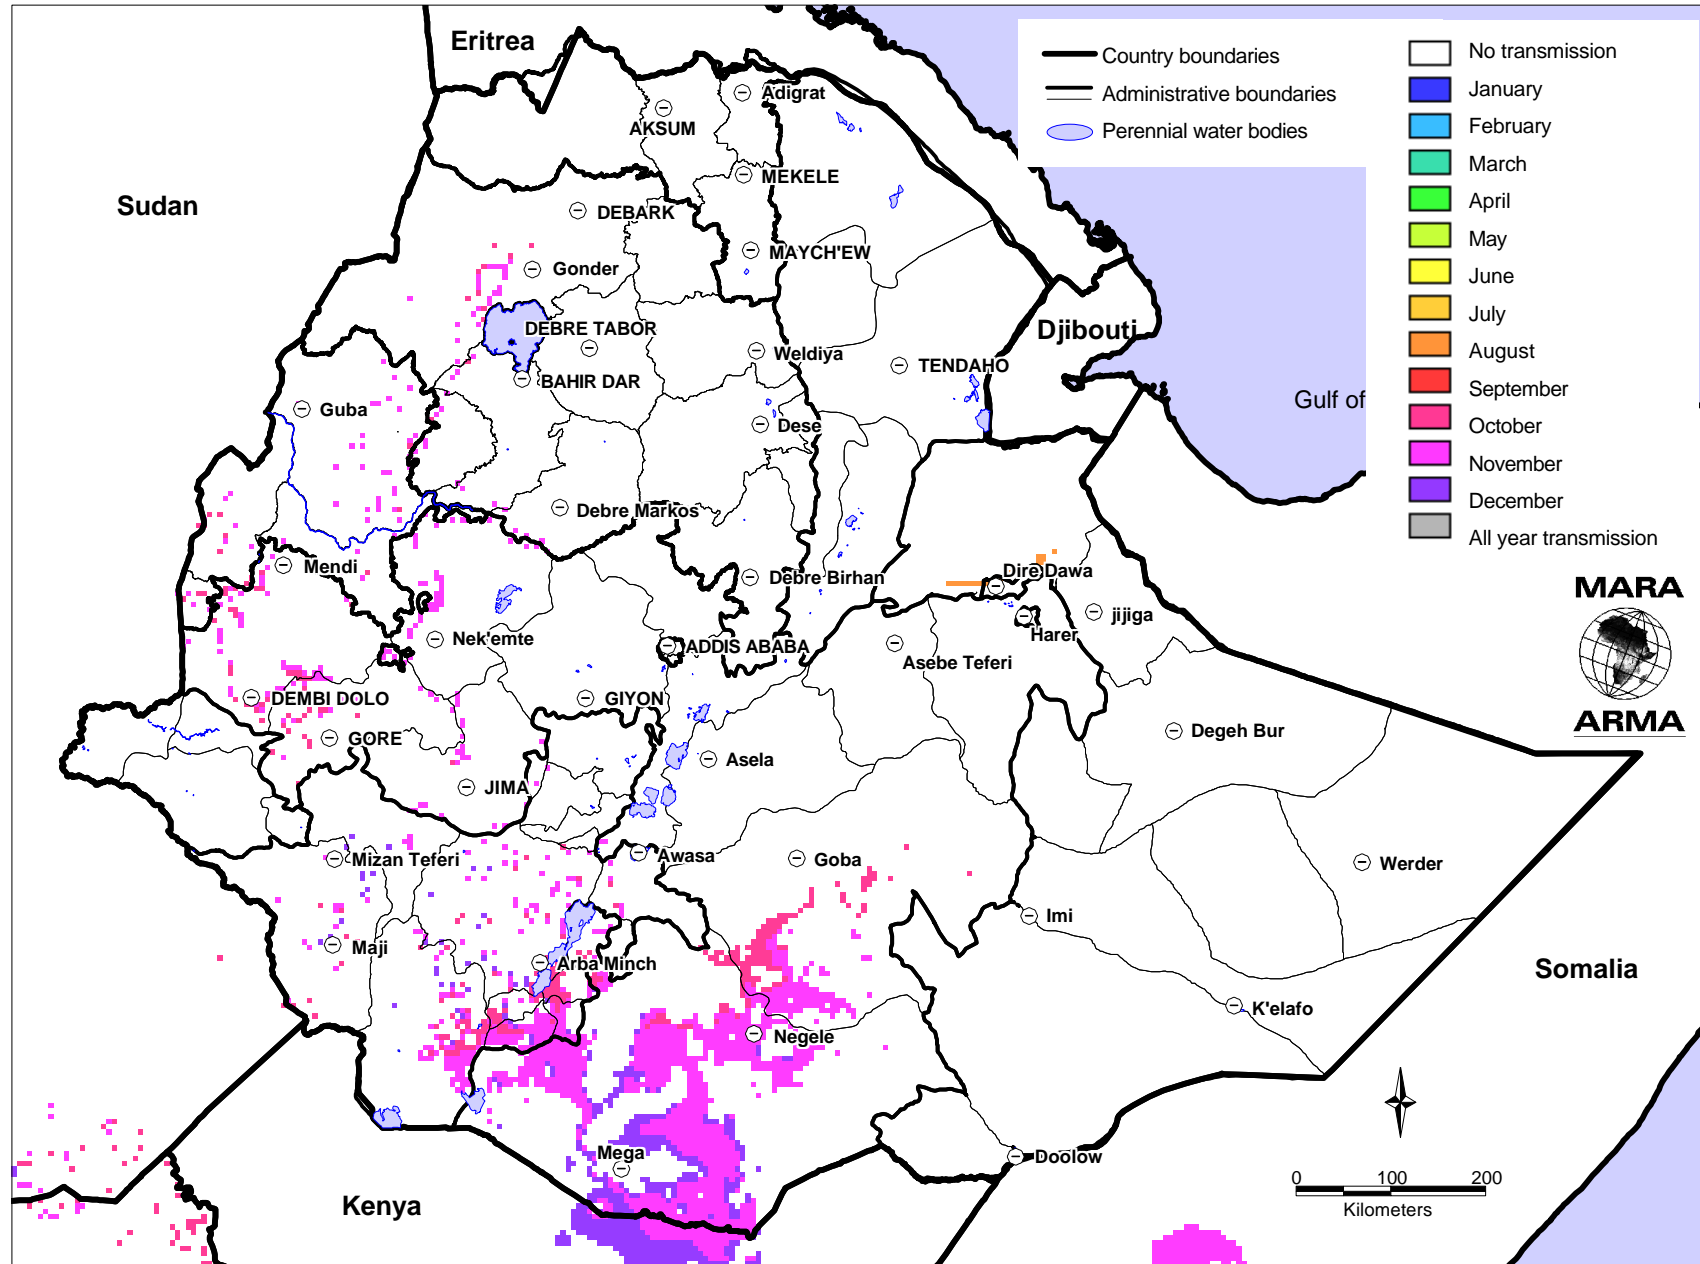 Eritrea
Country boundaries
Administrative boundaries
Perennial water bodies
No transmission
January
February
March
April
May
June
July
August
September
October
November
December
All year transmission
Adigrat
AKSUM
MEKELE
Sudan
DEBARK
MAYCH'EW
Gonder
DEBRE TABOR
Djibouti
Weldiya
TENDAHO
BAHIR DAR
Gulf of
Guba
Dese
Debre Markos
Mendi
Debre Birhan
Dire Dawa
MARA
jijiga
Harer
Nek'emte
ADDIS ABABA
Asebe Teferi
DEMBI DOLO
GIYON
ARMA
GORE
Degeh Bur
Asela
JIMA
Mizan Teferi
Awasa
Goba
Werder
Imi
Maji
Arba Minch
Somalia
K'elafo
Negele
Mega
Doolow
Kenya
0 100 200
Kilometers